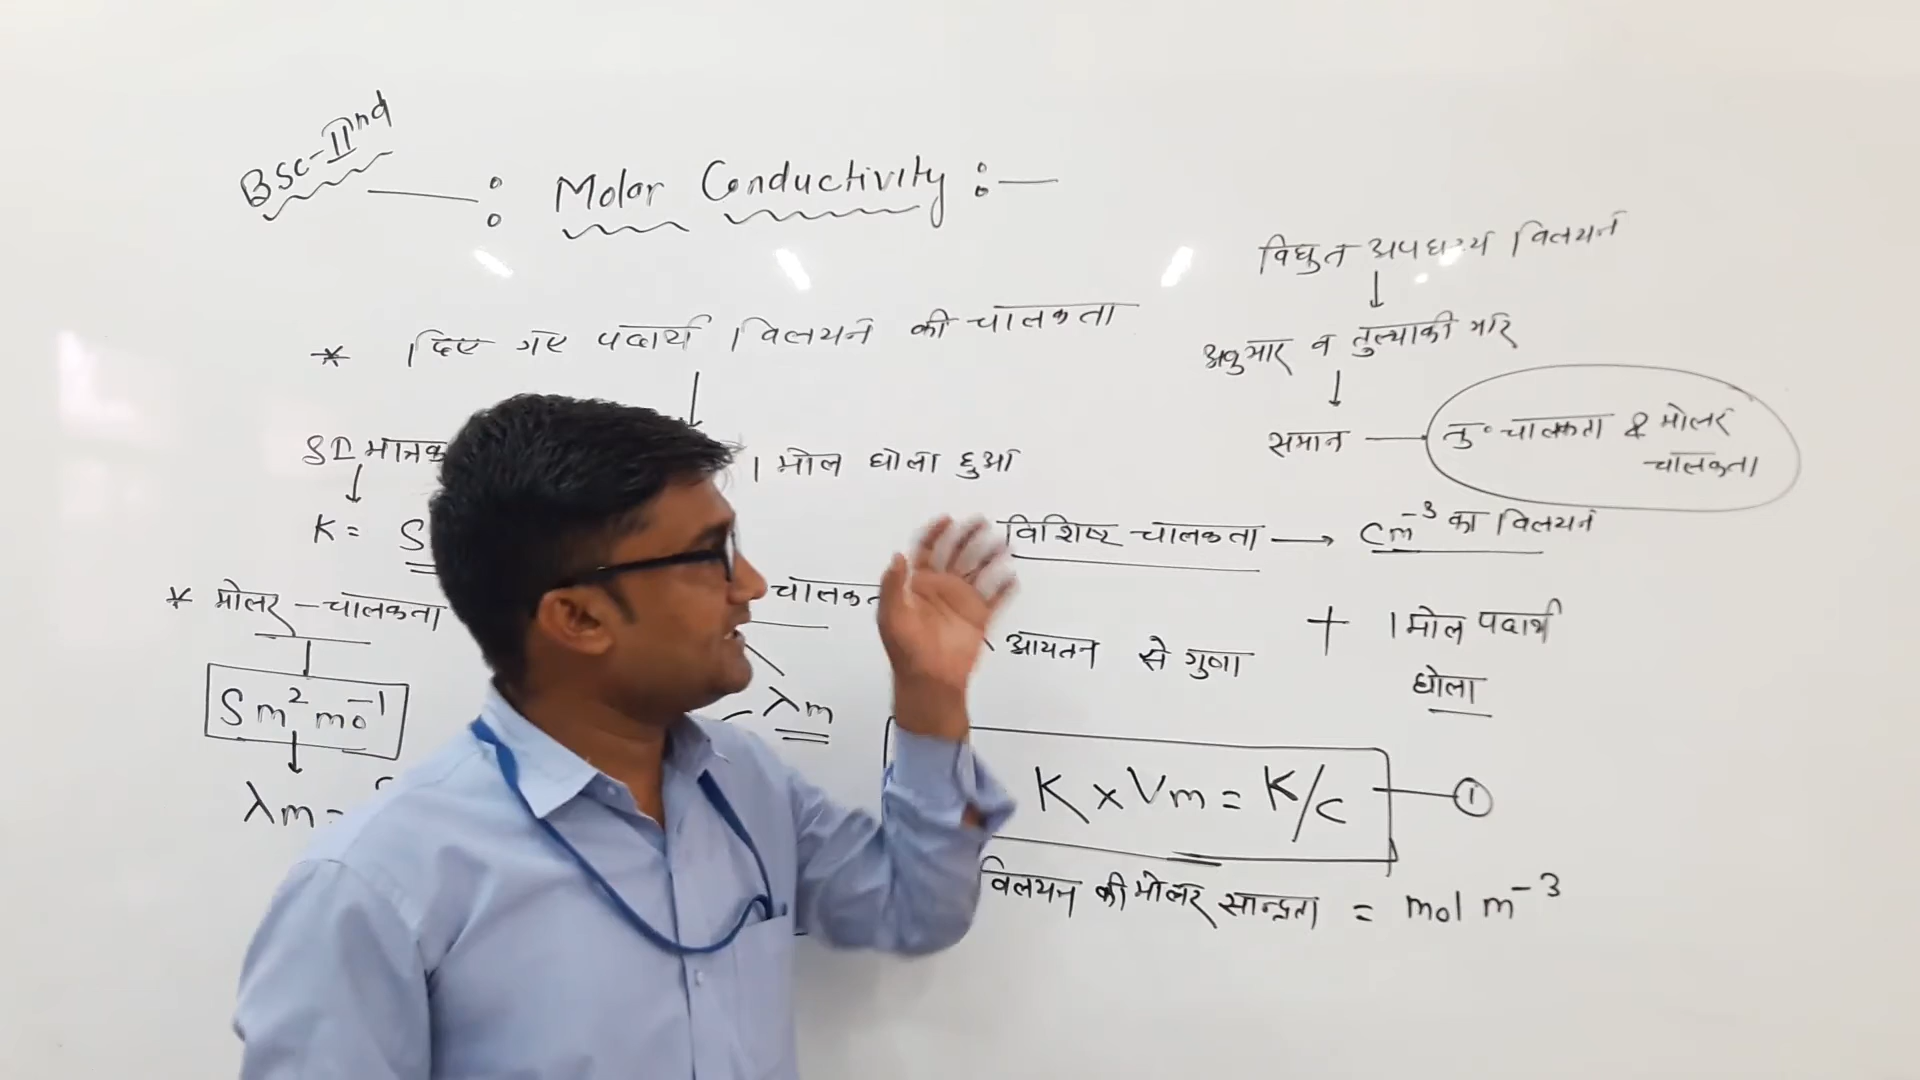 Bsc-IInd
: Molar Conductivity :-
* दिए गए पदार्थ विलयन की चालकता
1 मोल घोला हुआ
SI मात्रक
K = S
* मोलर - चालकता
Sm² mol⁻¹
λm =
चालकता
आयतन से गुणा
λm
K x Vm = K/C
①
विलयन की मोलर सान्द्रता = mol m⁻³
विघुत अपघट्य विलयन
↓
अणुभार व तुल्यांकी भार
↓
समान — तु॰ चालकता & मोलर
चालकता
विशिष्ट चालकता → Cm⁻³ का विलयन
+ 1 मोल पदार्थ
घोला